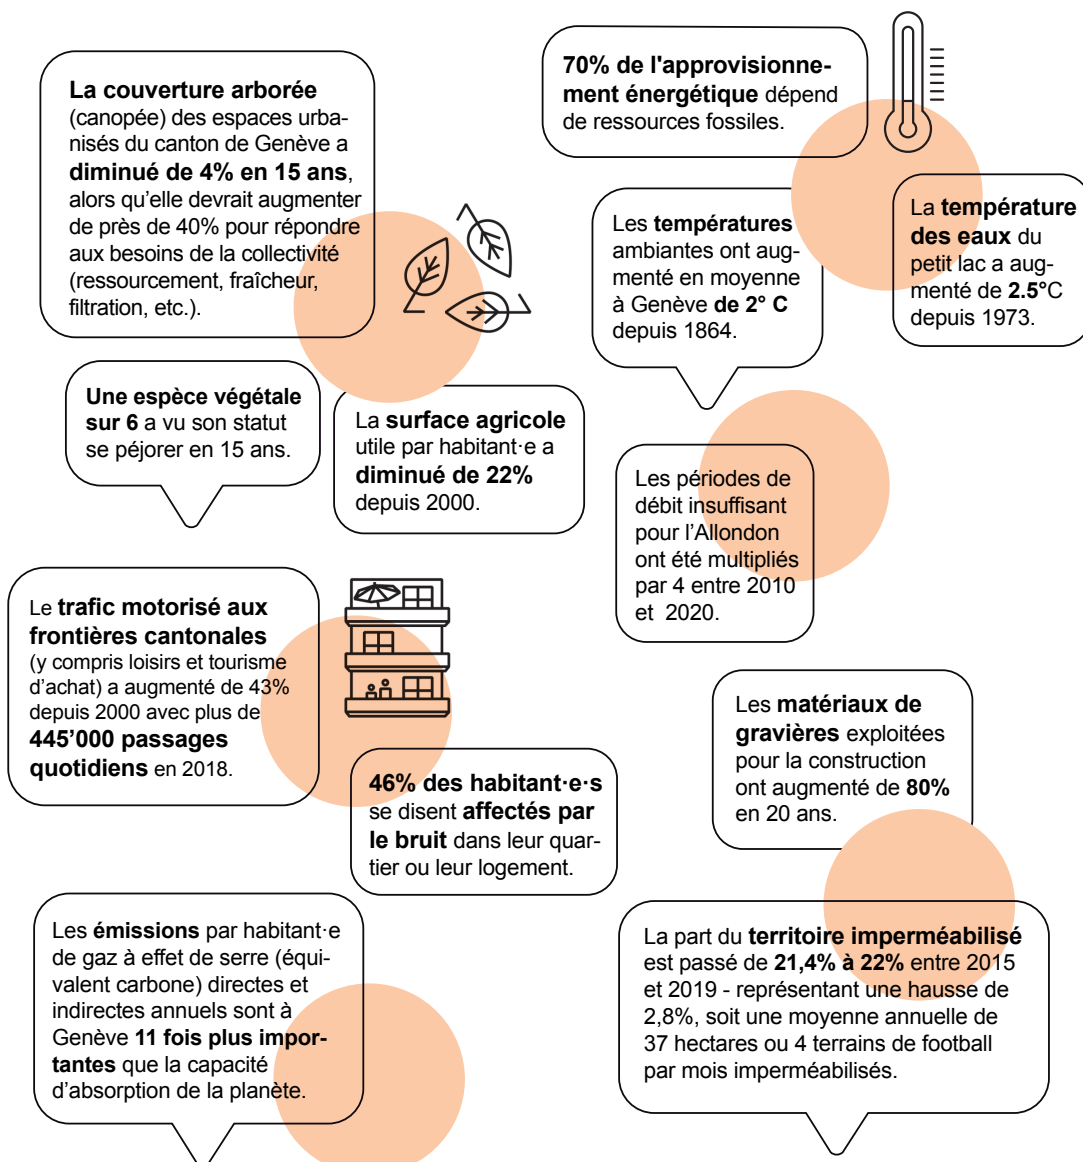 La couverture arborée
(canopée) des espaces urba-
nisés du canton de Genève a
diminué de 4% en 15 ans,
alors qu'elle devrait augmenter
de près de 40% pour répondre
aux besoins de la collectivité
(ressourcement, fraîcheur,
filtration, etc.).
70% de l'approvisionne-
ment énergétique dépend
de ressources fossiles.
Les températures
ambiantes ont aug-
menté en moyenne
à Genève de 2° C
depuis 1864.
La température
des eaux du
petit lac a aug-
menté de 2.5°C
depuis 1973.
Une espèce végétale
sur 6 a vu son statut
se péjorer en 15 ans.
La surface agricole
utile par habitant·e a
diminué de 22%
depuis 2000.
Les périodes de
débit insuffisant
pour l'Allondon
ont été multipliés
par 4 entre 2010
et 2020.
Le trafic motorisé aux
frontières cantonales
(y compris loisirs et tourisme
d'achat) a augmenté de 43%
depuis 2000 avec plus de
445'000 passages
quotidiens en 2018.
46% des habitant·e·s
se disent affectés par
le bruit dans leur quar-
tier ou leur logement.
Les matériaux de
gravières exploitées
pour la construction
ont augmenté de 80%
en 20 ans.
Les émissions par habitant·e
de gaz à effet de serre (équi-
valent carbone) directes et
indirectes annuels sont à
Genève 11 fois plus impor-
tantes que la capacité
d'absorption de la planète.
La part du territoire imperméabilisé
est passé de 21,4% à 22% entre 2015
et 2019 - représentant une hausse de
2,8%, soit une moyenne annuelle de
37 hectares ou 4 terrains de football
par mois imperméabilisés.